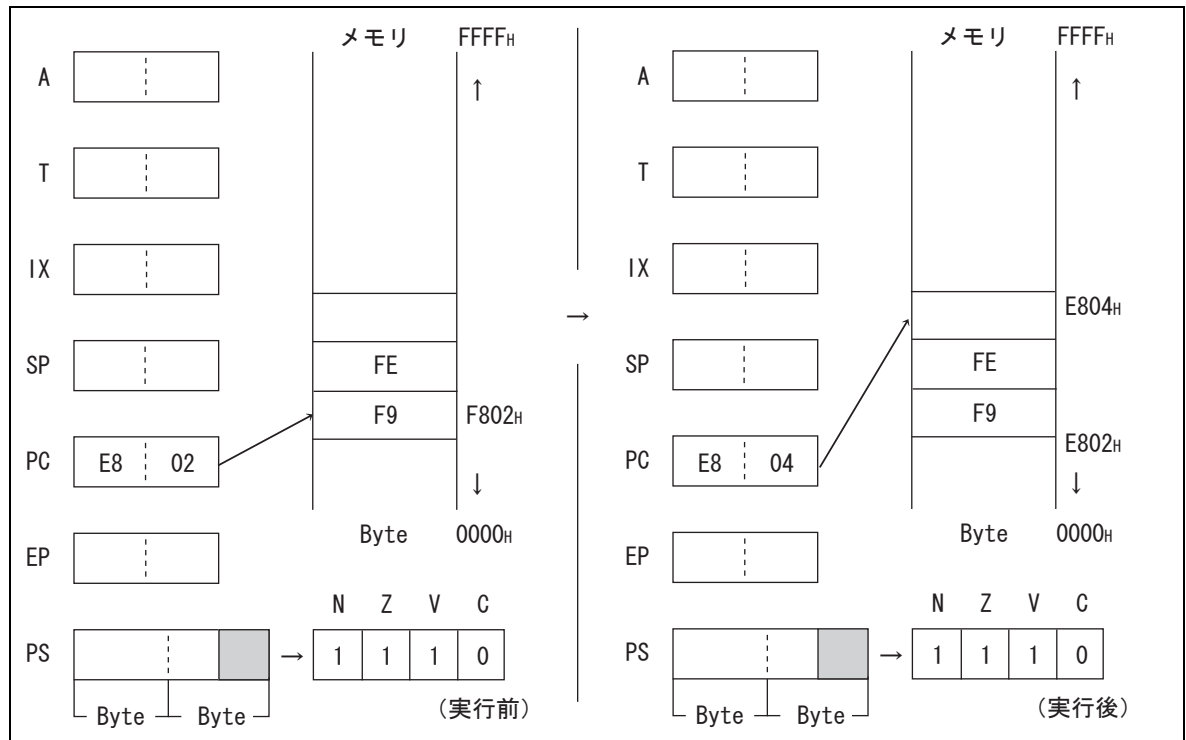 メモリ FFFFH
A
↑
T
IX
SP
FE
F9 F802H
PC E8 02
↓
Byte 0000H
EP
N Z V C
PS → 1 1 1 0
Byte Byte
(実行前)
→
メモリ FFFFH
A
↑
T
IX
E804H
SP
FE
F9
E802H
PC E8 04
↓
Byte 0000H
EP
N Z V C
PS → 1 1 1 0
Byte Byte
(実行後)